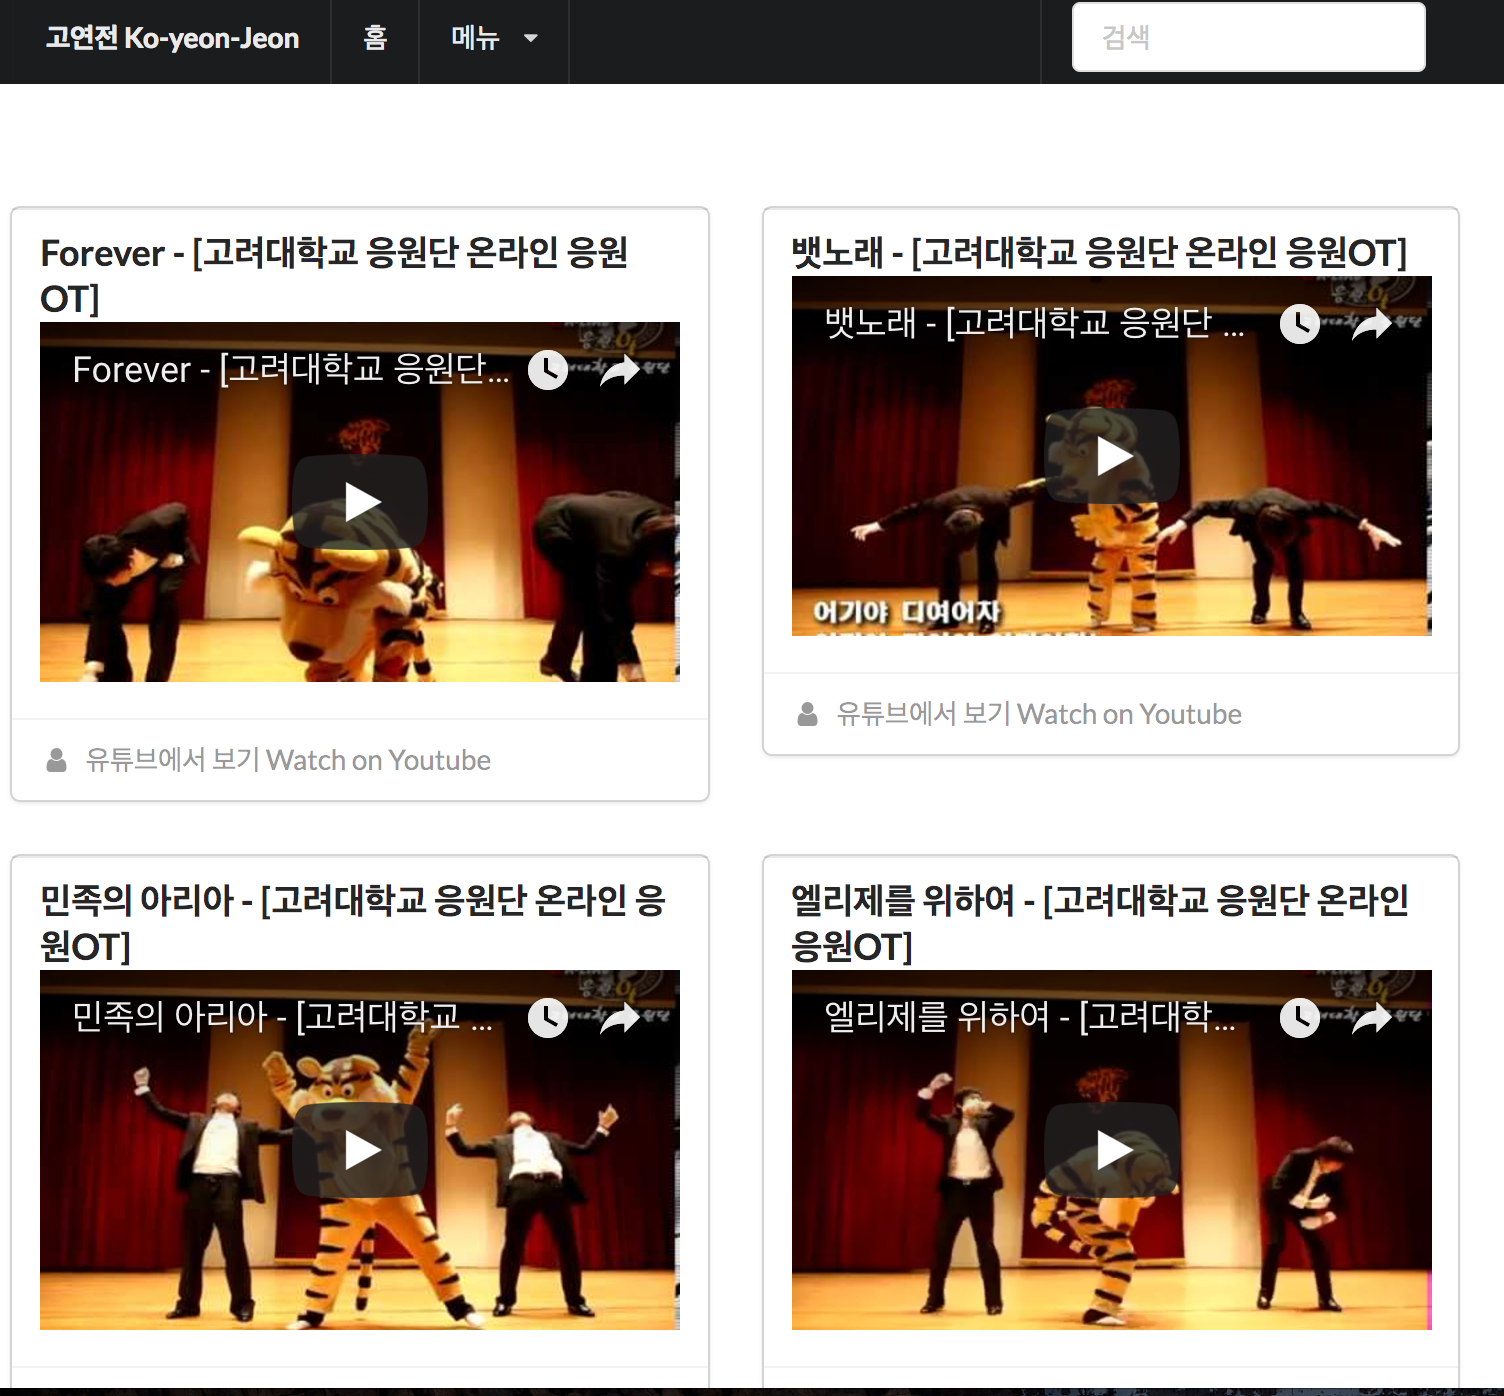 고연전 Ko-yeon-Jeon 홈 메뉴 검색
Forever - [고려대학교 응원단 온라인 응원
OT]
Forever - [고려대학교 응원단...
유튜브에서 보기 Watch on Youtube
뱃노래 - [고려대학교 응원단 온라인 응원OT]
뱃노래 - [고려대학교 응원단 ...
어기야 디여어자
유튜브에서 보기 Watch on Youtube
민족의 아리아 - [고려대학교 응원단 온라인 응
원OT]
민족의 아리아 - [고려대학교 ...
엘리제를 위하여 - [고려대학교 응원단 온라인
응원OT]
엘리제를 위하여 - [고려대학...